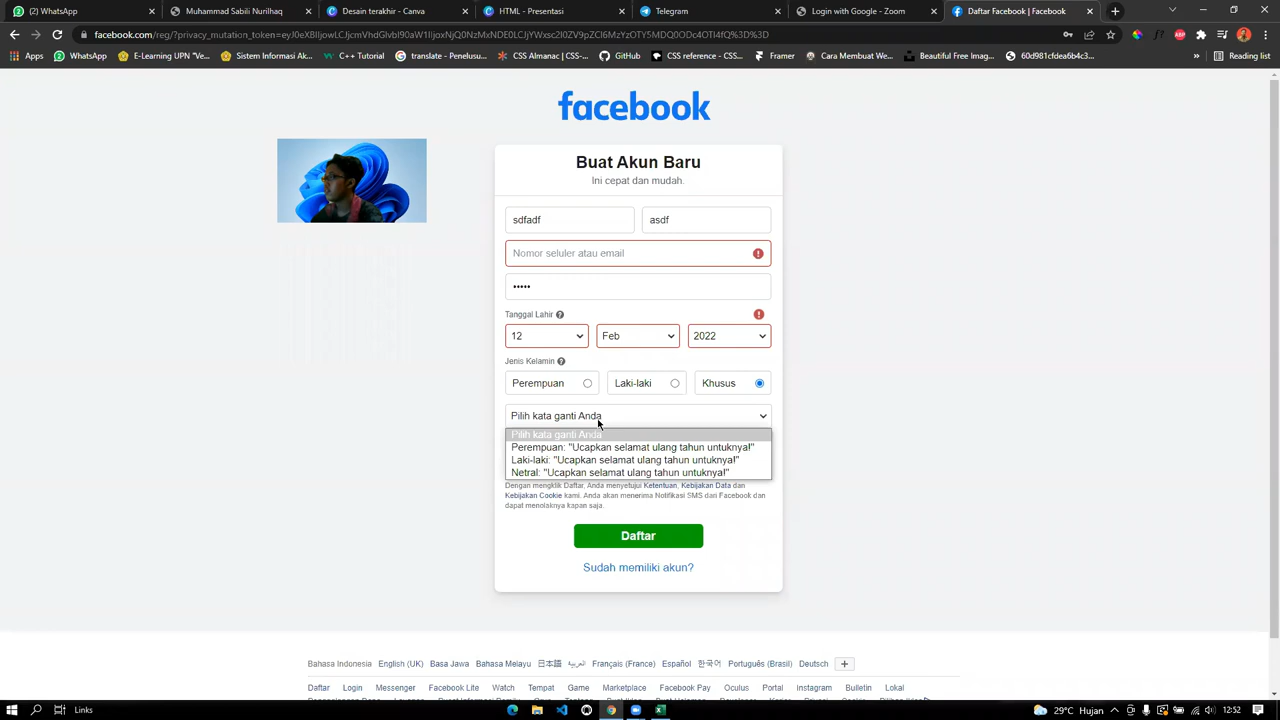 (2) WhatsApp
Muhammad Sabili Nurilhaq
Desain terakhir - Canva
HTML - Presentasi
Telegram
Login with Google - Zoom
Daftar Facebook | Facebook
Apps
WhatsApp
E-Learning UPN "Ve...
Sistem Informasi Ak...
C++ Tutorial
translate - Penelusu...
CSS Almanac | CSS-...
GitHub
CSS reference - CSS...
Framer
Cara Membuat We...
Beautiful Free Imag...
60d981cfdea6b4c3...
Reading list
facebook
Buat Akun Baru
Ini cepat dan mudah.
sdfadf
asdf
Nomor seluler atau email
•••••
Tanggal Lahir
12
Feb
2022
Jenis Kelamin
Perempuan
Laki-laki
Khusus
Pilih kata ganti Anda
Pilih kata ganti Anda
Perempuan: "Ucapkan selamat ulang tahun untuknya!"
Laki-laki: "Ucapkan selamat ulang tahun untuknya!"
Netral: "Ucapkan selamat ulang tahun untuknya!"
Dengan mengklik Daftar, Anda menyetujui Ketentuan, Kebijakan Data dan
Kebijakan Cookie kami. Anda akan menerima Notifikasi SMS dari Facebook dan
dapat menolaknya kapan saja.
Daftar
Sudah memiliki akun?
Bahasa Indonesia English (UK) Basa Jawa Bahasa Melayu 日本語 العربية Français (France) Español 한국어 Português (Brasil) Deutsch
Daftar Login Messenger Facebook Lite Watch Tempat Game Marketplace Facebook Pay Oculus Portal Instagram Buletin Lokal
Links
29°C Hujan
12:52